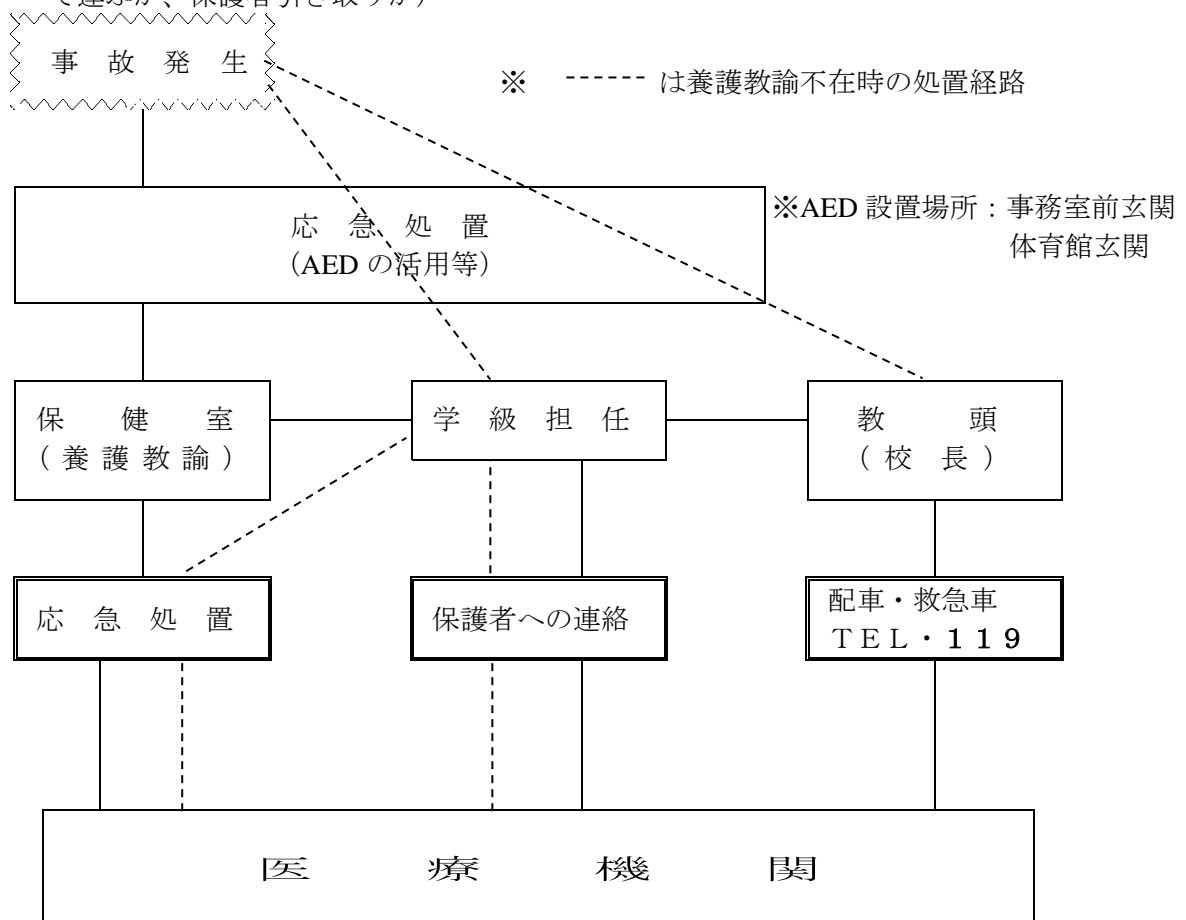 事故発生
※ ------ は養護教諭不在時の処置経路
応急処置
（AED の活用等）
※AED 設置場所：事務室前玄関
体育館玄関
保健室
（養護教諭）
学級担任
教頭
（校長）
応急処置
保護者への連絡
配車・救急車
ＴＥＬ・１１９
医療機関